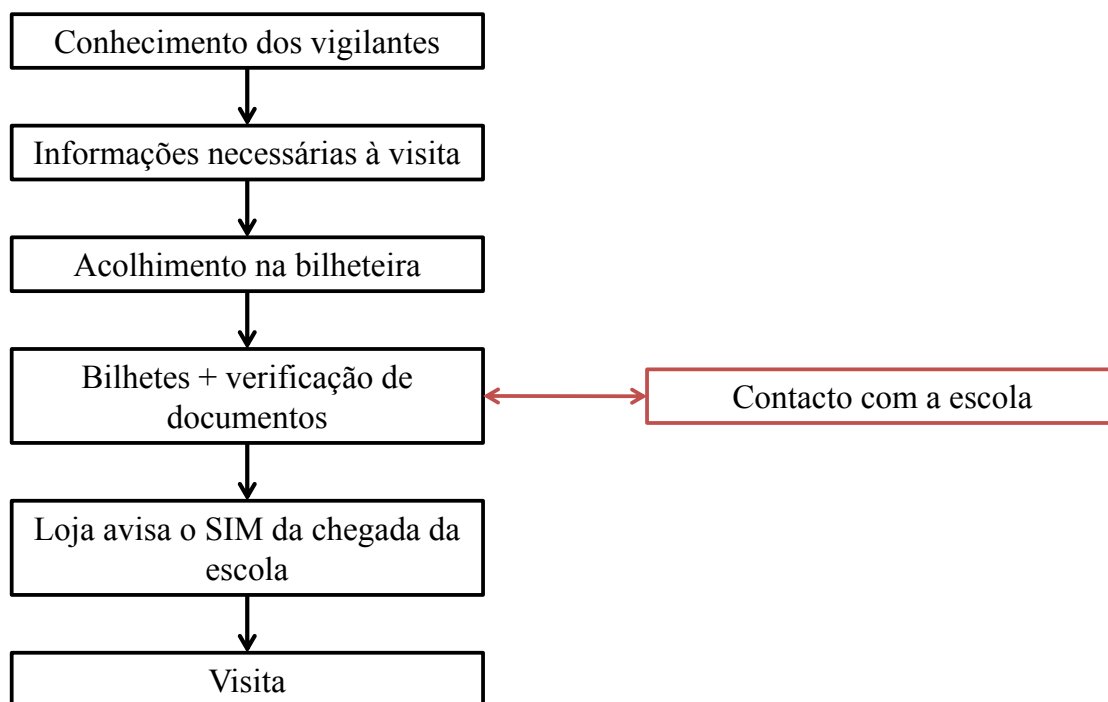 Conhecimento dos vigilantes
Informações necessárias à visita
Acolhimento na bilheteira
Bilhetes + verificação de
documentos
Contacto com a escola
Loja avisa o SIM da chegada da
escola
Visita